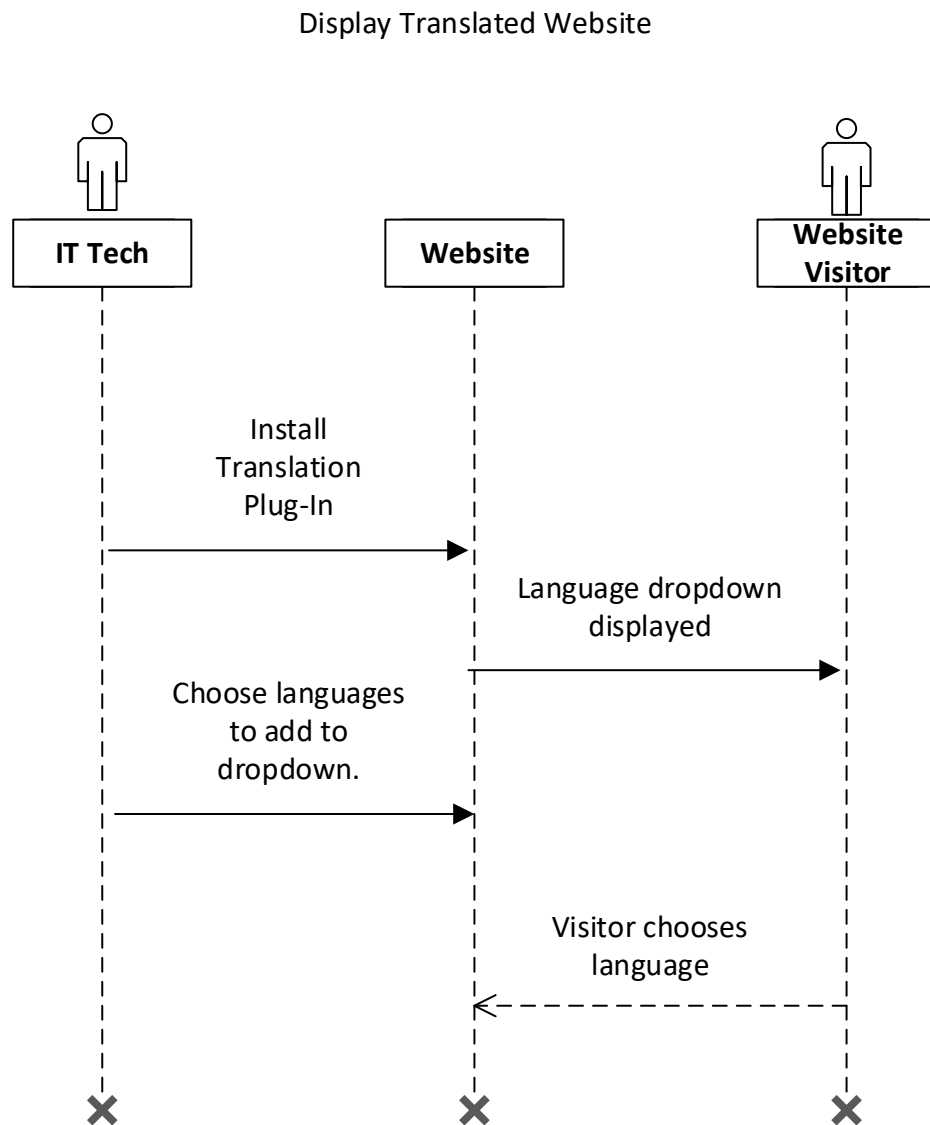 Display Translated Website
IT Tech
Website
Website
Visitor
Install
Translation
Plug-In
Language dropdown
displayed
Choose languages
to add to
dropdown.
Visitor chooses
language